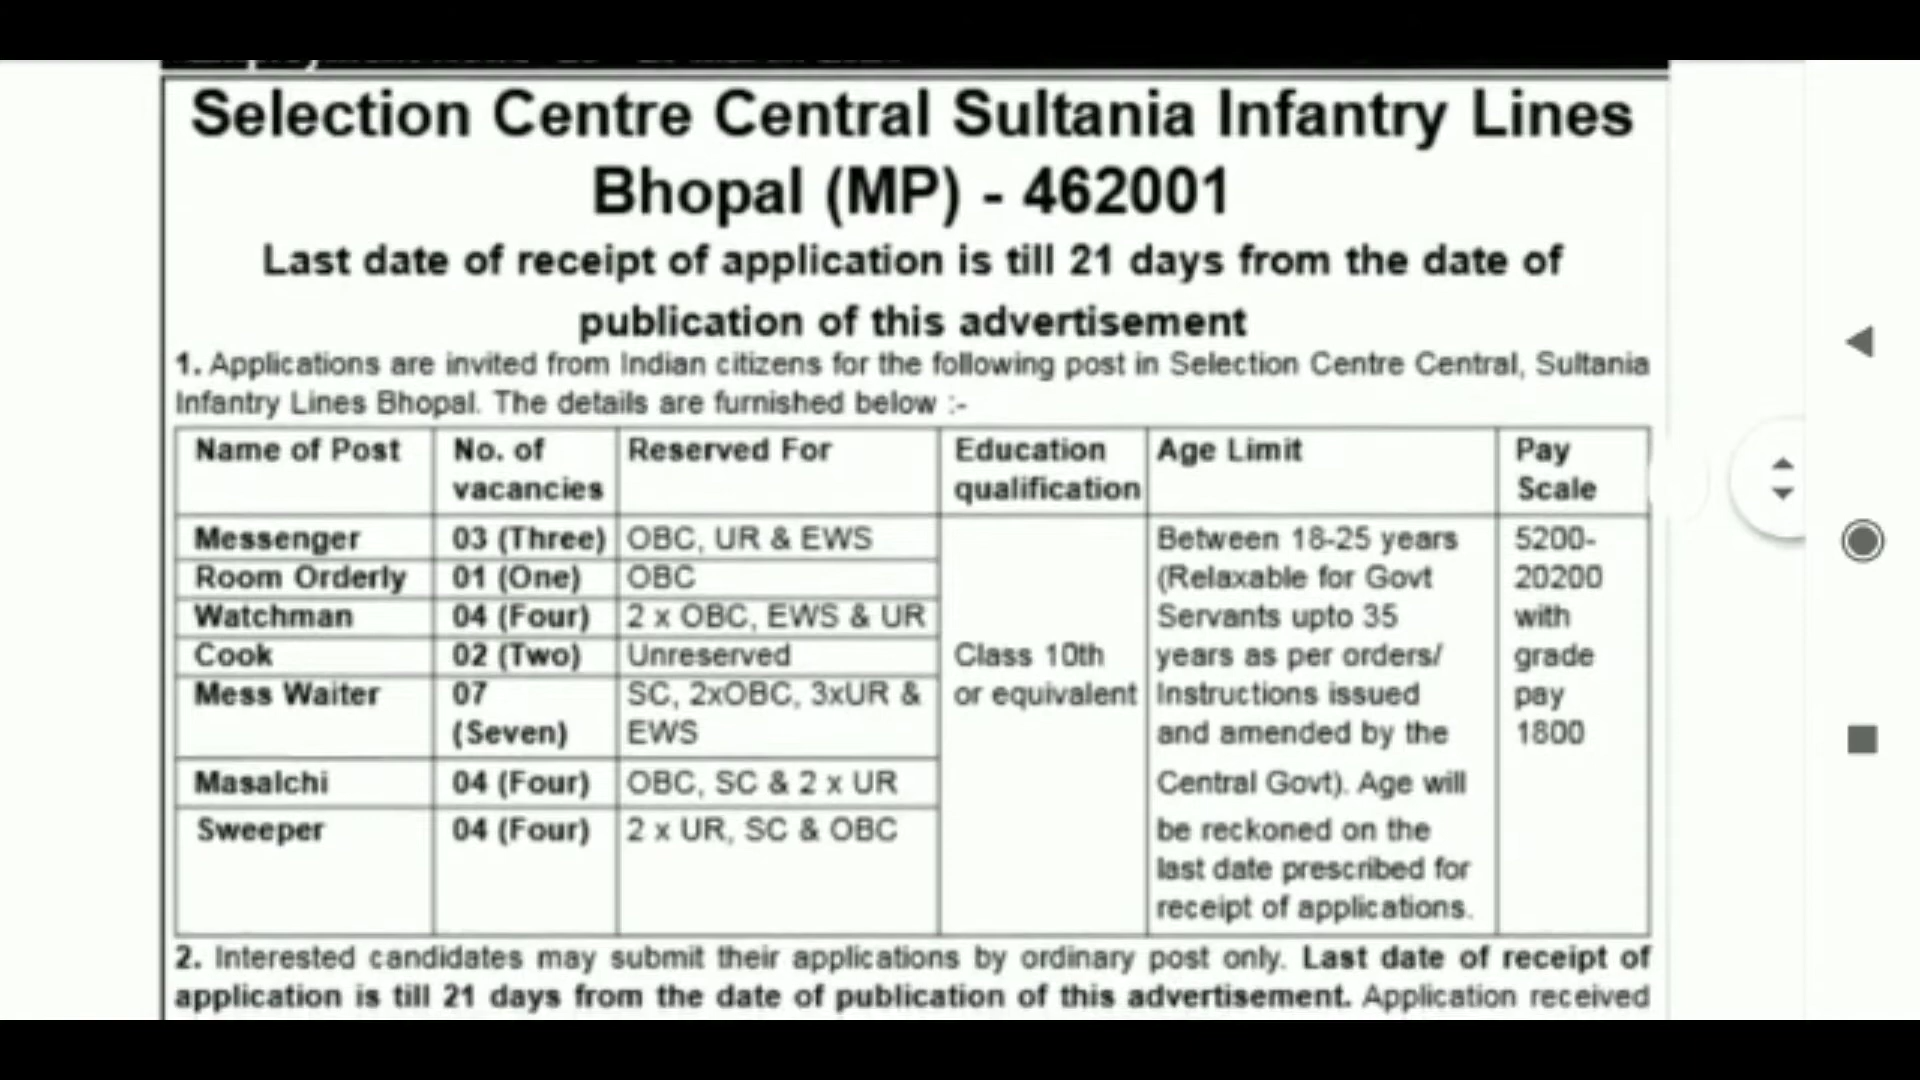 Selection Centre Central Sultania Infantry Lines
Bhopal (MP) - 462001
Last date of receipt of application is till 21 days from the date of
publication of this advertisement
1. Applications are invited from Indian citizens for the following post in Selection Centre Central, Sultania
Infantry Lines Bhopal. The details are furnished below :-
Name of Post No. of vacancies Reserved For Education qualification Age Limit Pay Scale
Messenger 03 (Three) OBC, UR & EWS
Room Orderly 01 (One) OBC
Watchman 04 (Four) 2 x OBC, EWS & UR
Cook 02 (Two) Unreserved
Mess Waiter 07 (Seven) SC, 2xOBC, 3xUR & EWS
Masalchi 04 (Four) OBC, SC & 2 x UR
Sweeper 04 (Four) 2 x UR, SC & OBC
Class 10th
or equivalent
Between 18-25 years
(Relaxable for Govt
Servants upto 35
years as per orders/
Instructions issued
and amended by the
Central Govt). Age will
be reckoned on the
last date prescribed for
receipt of applications.
5200-
20200
with
grade
pay
1800
2. Interested candidates may submit their applications by ordinary post only. Last date of receipt of
application is till 21 days from the date of publication of this advertisement. Application received